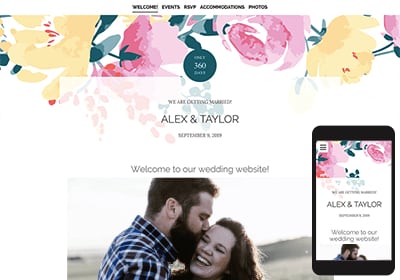 WELCOME! EVENTS RSVP ACCOMMODATIONS PHOTOS
ONLY
360
DAYS
WE ARE GETTING MARRIED!
ALEX & TAYLOR
SEPTEMBER 9, 2019
Welcome to our wedding website!
WE ARE GETTING MARRIED!
ALEX & TAYLOR
SEPTEMBER 9, 2019
Welcome to our
wedding website!